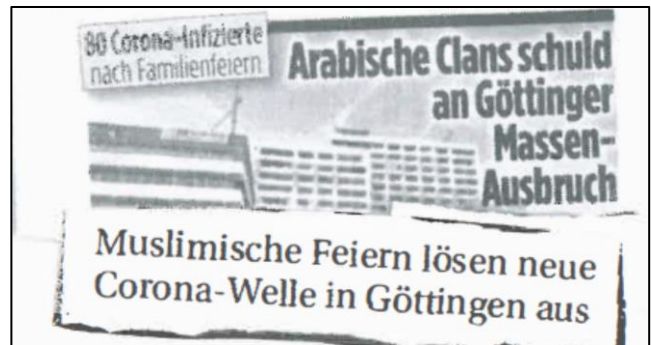 80 Corona-Infizierte
nach Familienfeiern
Arabische Clans schuld
an Göttinger
Massen-
Ausbruch
Muslimische Feiern lösen neue
Corona-Welle in Göttingen aus